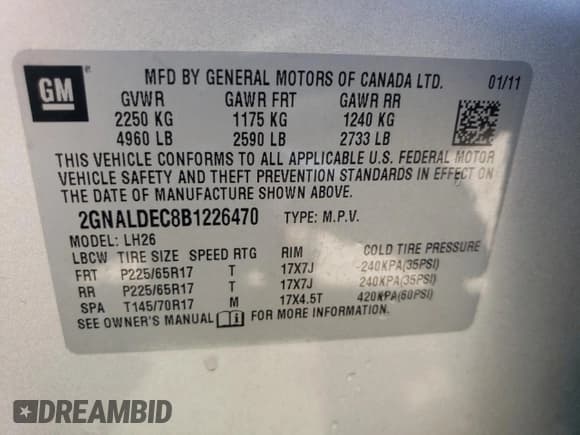 GM
MFD BY GENERAL MOTORS OF CANADA LTD. 01/11
GVWR GAWR FRT GAWR RR
2250 KG 1175 KG 1240 KG
4960 LB 2590 LB 2733 LB
THIS VEHICLE CONFORMS TO ALL APPLICABLE U.S. FEDERAL MOTOR
VEHICLE SAFETY AND THEFT PREVENTION STANDARDS IN EFFECT ON
THE DATE OF MANUFACTURE SHOWN ABOVE.
2GNALDEC8B1226470 TYPE: M.P.V.
MODEL: LH26
LBCW TIRE SIZE SPEED RTG RIM COLD TIRE PRESSURE
FRT P225/65R17 T 17X7J 240KPA(35PSI)
RR P225/65R17 T 17X7J 240KPA(35PSI)
SPA T145/70R17 M 17X4.5T 420KPA(60PSI)
SEE OWNER'S MANUAL FOR MORE INFORMATION.
DREAMBID